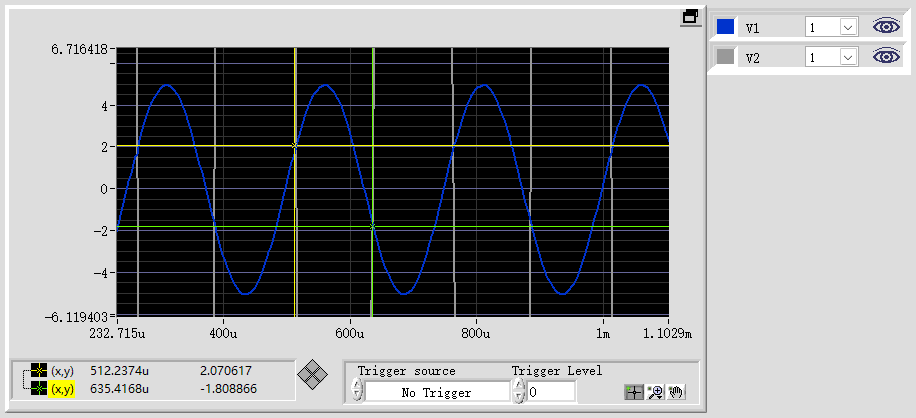 V1 1
V2 1
6.716418
4
2
0
-2
-4
-6.119403
232.715u 400u 600u 800u 1m 1.1029m
(x,y) 512.2374u 2.070617
(x,y) 635.4168u -1.808866
Trigger source Trigger Level
No Trigger 0